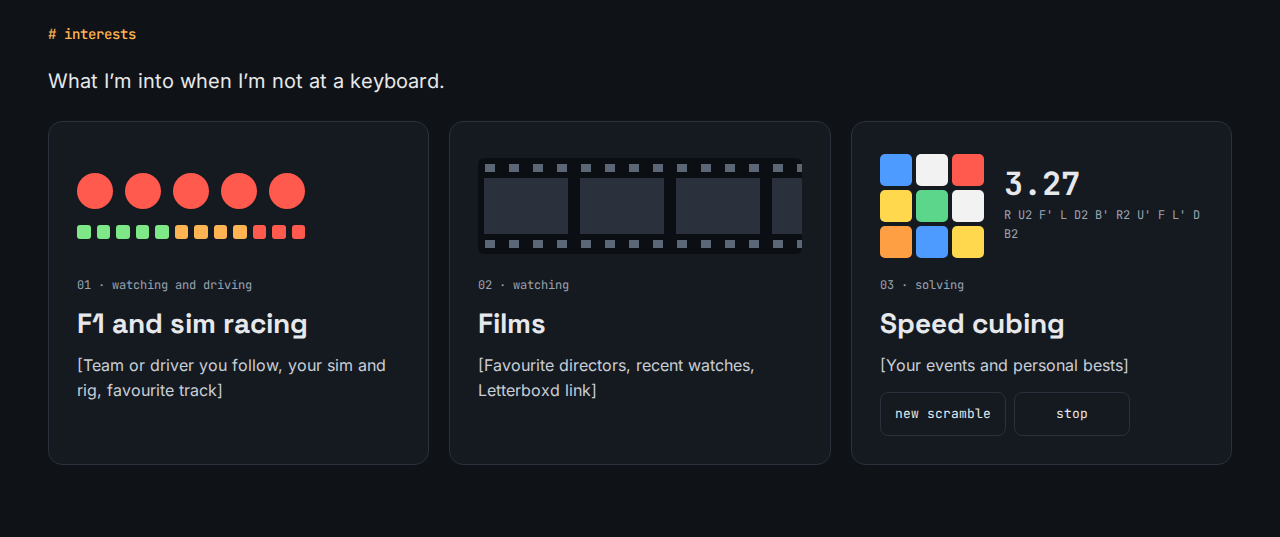 # interests
What I’m into when I’m not at a keyboard.
01 · watching and driving
F1 and sim racing
[Team or driver you follow, your sim and
rig, favourite track]
02 · watching
Films
[Favourite directors, recent watches,
Letterboxd link]
3.27
R U2 F' L D2 B' R2 U' F L' D
B2
03 · solving
Speed cubing
[Your events and personal bests]
new scramble
stop